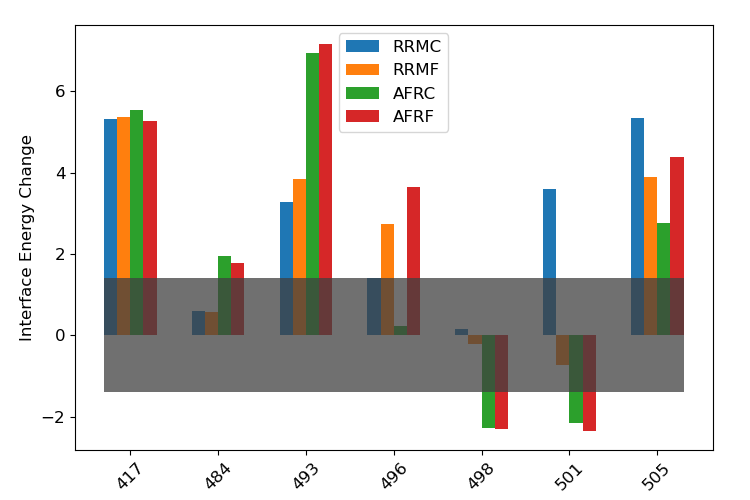 RRMC
RRMF
AFRC
AFRF
Interface Energy Change
6
4
2
0
−2
417
484
493
496
498
501
505